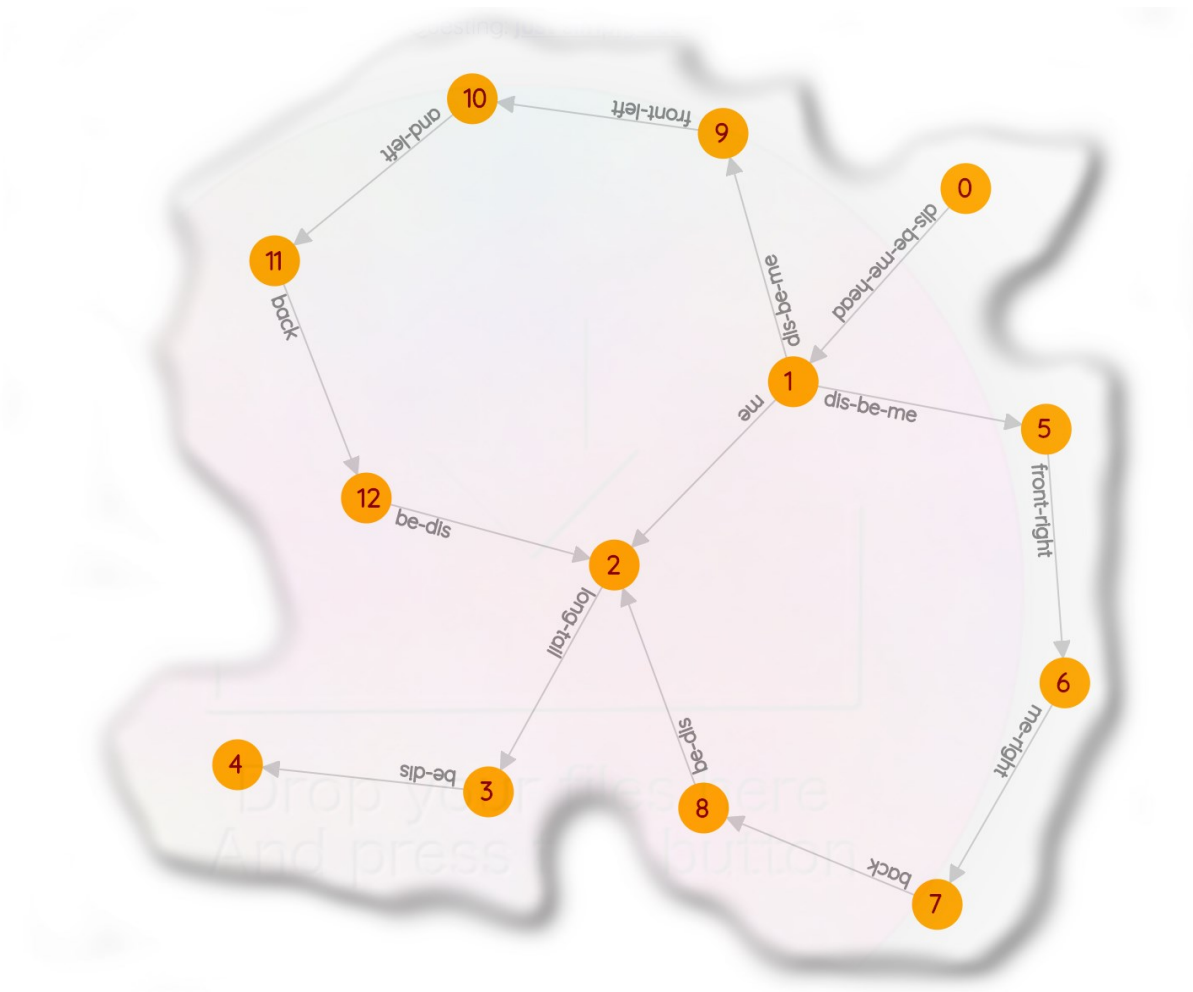 questing, ju
10
front-left
9
and-left
0
dis-be-me-head
11
back
dis-be-me
1
me
dis-be-me
5
front-right
12
be-dis
2
long-tail
6
me-right
be-dis
4
be-dis
3
8
back
7
Drop your files here
And press button